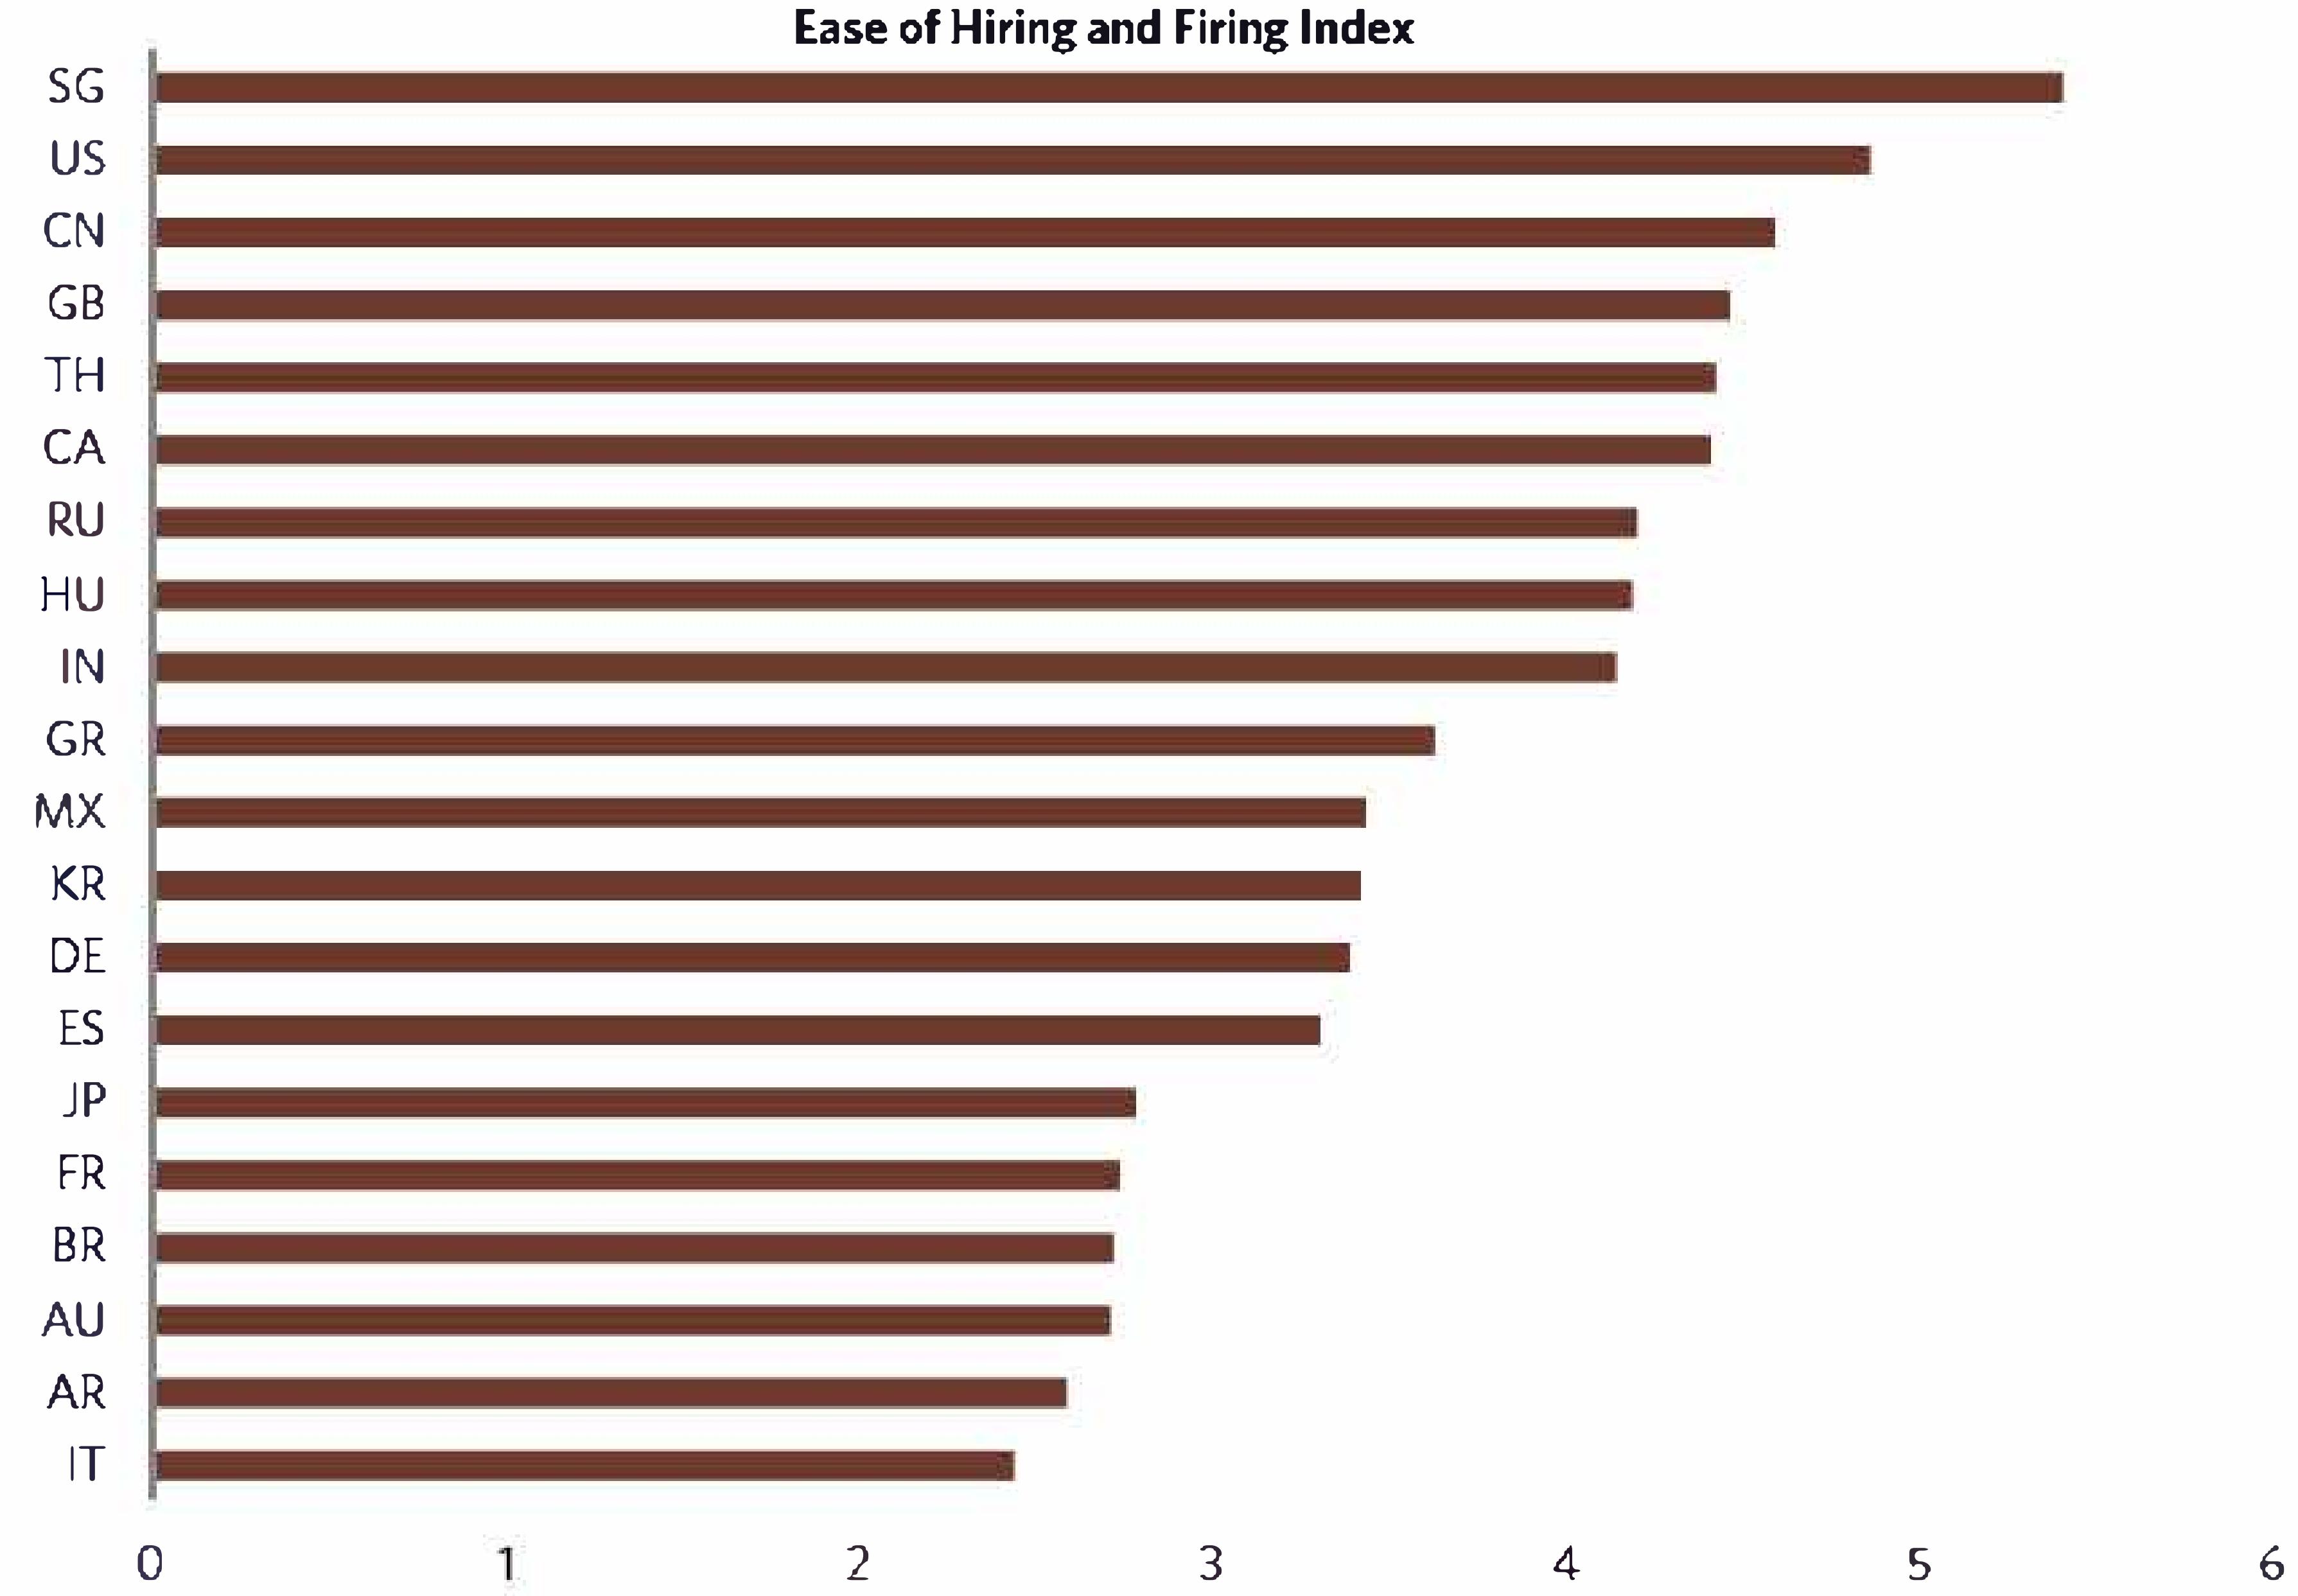 Ease of Hiring and Firing Index
SG
US
CN
GB
TH
CA
RU
HU
IN
GR
MX
KR
DE
ES
JP
FR
BR
AU
AR
IT
0 1 2 3 4 5 6